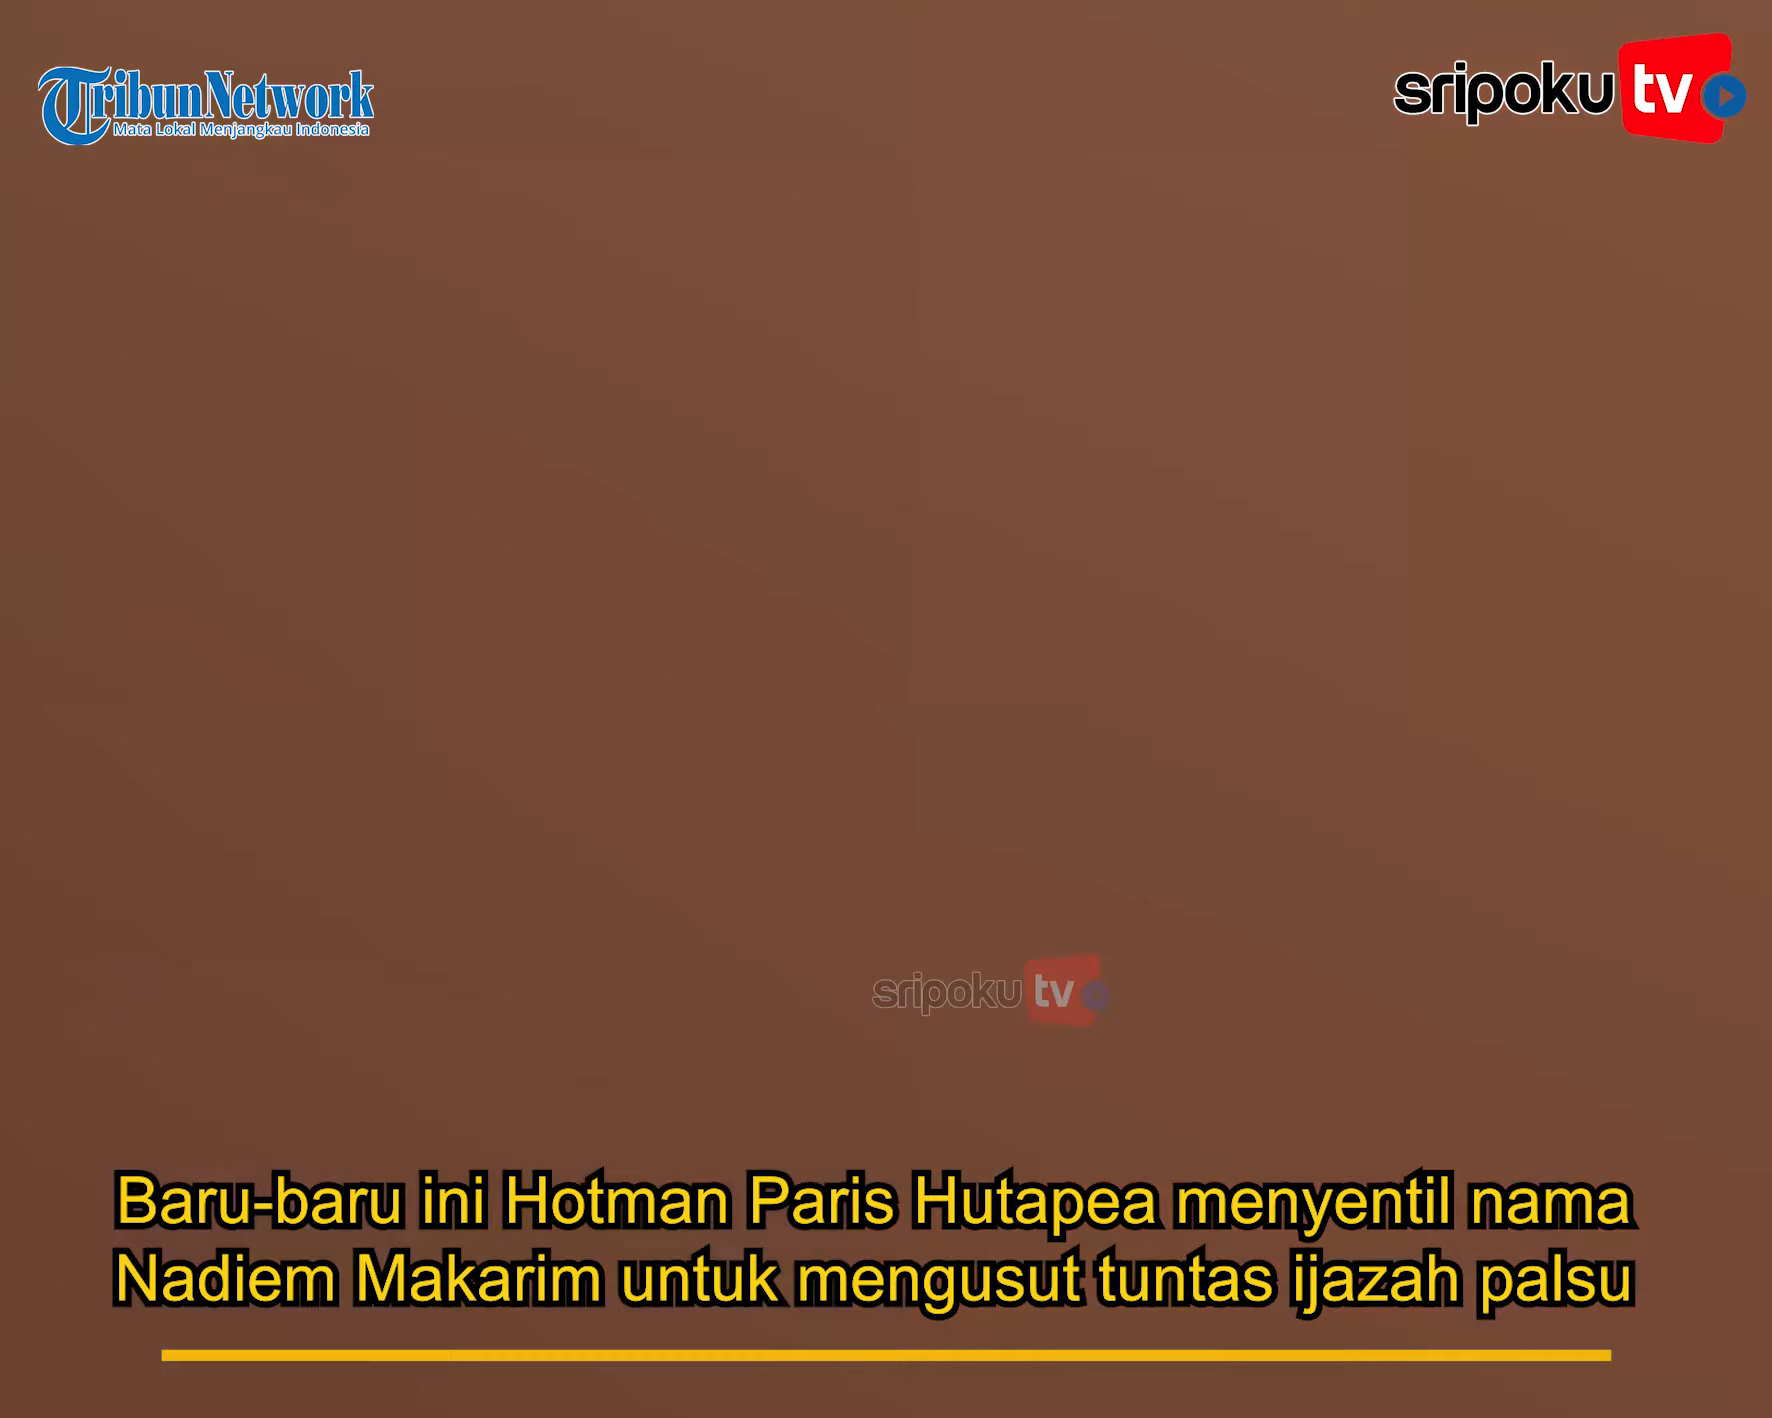 TribunNetwork
Mata Lokal Menjangkau Indonesia
sripoku tv
sripoku tv
Baru-baru ini Hotman Paris Hutapea menyentil nama
Nadiem Makarim untuk mengusut tuntas ijazah palsu